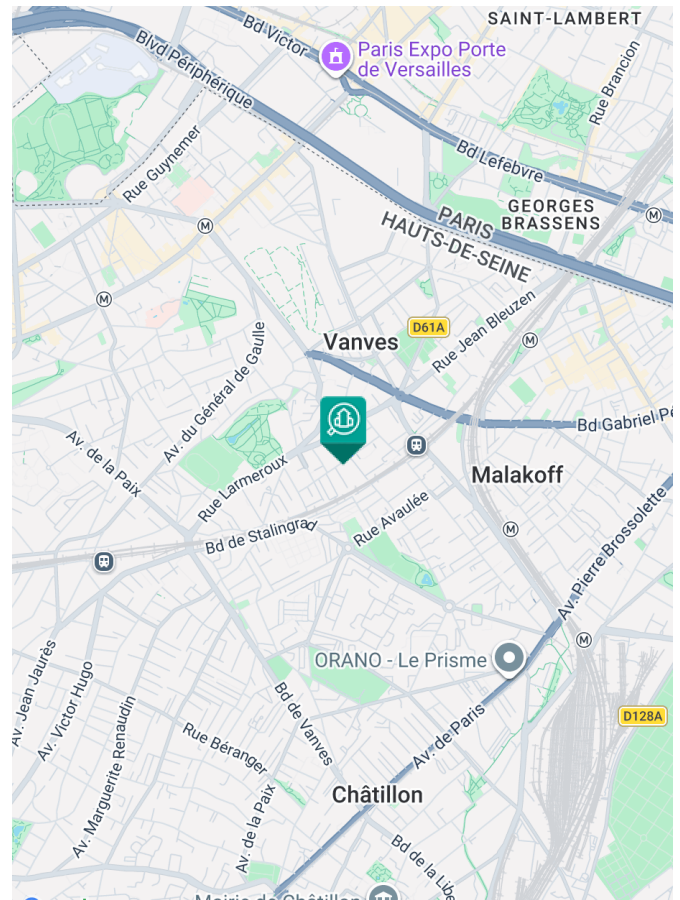 SAINT-LAMBERT
Bd Victor
Paris Expo Porte
de Versailles
Blvd Périphérique
Rue Brancion
Rue Guynemer
Bd Lefebvre
GEORGES
BRASSENS
PARIS
HAUTS-DE-SEINE
M
M
M
D61A
Vanves
Rue Jean Bleuzen
M
Av. du Général de Gaulle
Bd Gabriel Pé
Av. de la Paix
Rue Larmeroux
Malakoff
Rue Avaulée
Bd de Stalingrad
M
Av. Pierre Brossolette
M
ORANO - Le Prisme
Av. Jean Jaurès
Av. Victor Hugo
Av. Marguerite Renaudin
Bd de Vanves
Rue Béranger
Av. de Paris
D128A
Av. de la Paix
Châtillon
Bd de la Libe
Mairie de Châtillon